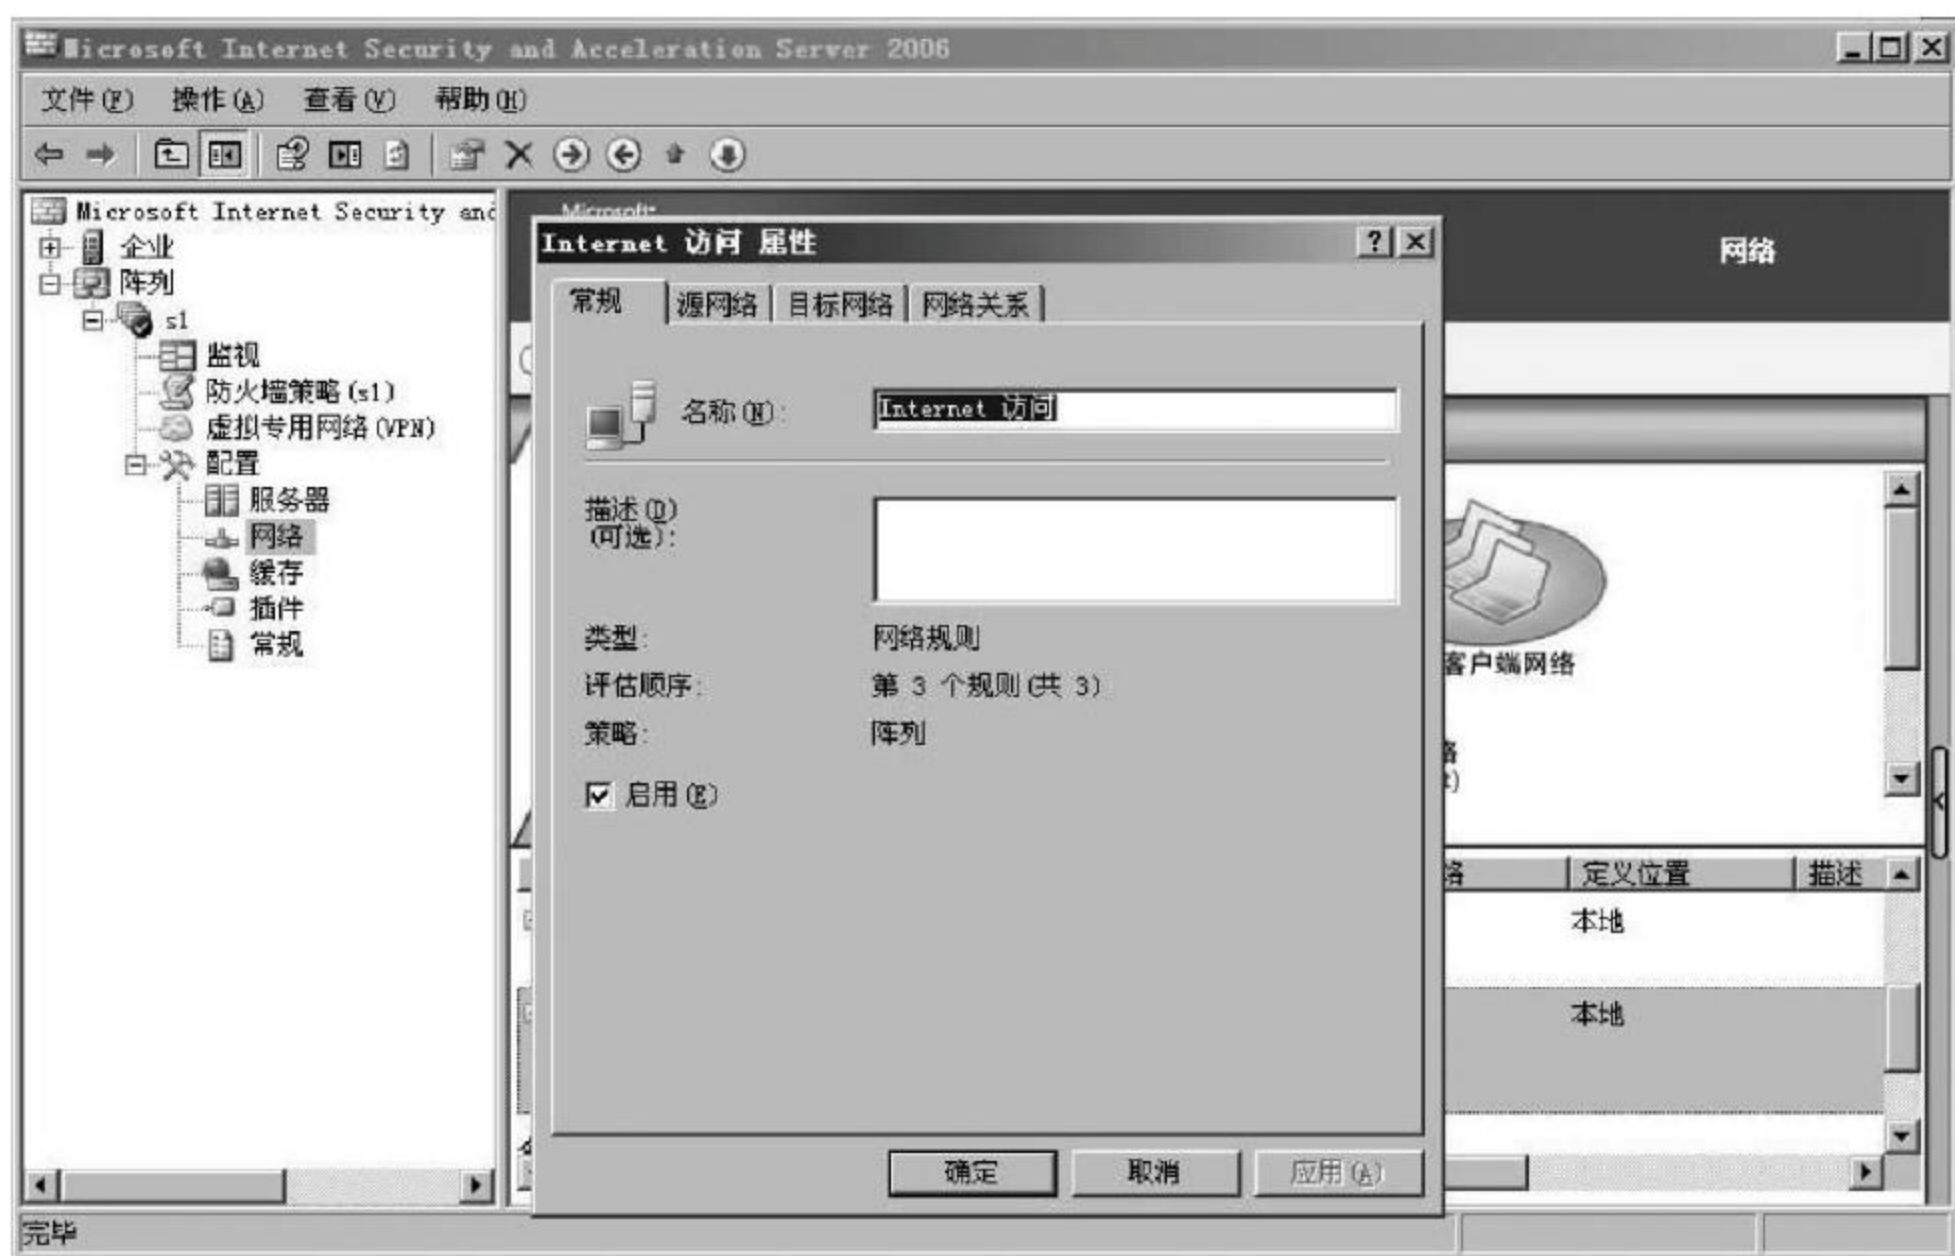 Microsoft Internet Security and Acceleration Server 2006
文件(F) 操作(A) 查看(V) 帮助(H)
Microsoft Internet Security and
企业
阵列
s1
监视
防火墙策略(s1)
虚拟专用网络(VPN)
配置
服务器
网络
缓存
插件
常规
Microsoft
网络
Internet 访问 属性
常规 源网络 目标网络 网络关系
名称(N):
Internet 访问
描述(D)
(可选):
类型: 网络规则
评估顺序: 第 3 个规则(共 3)
策略: 阵列
启用(E)
确定 取消 应用(A)
客户端网络
络 定义位置 描述
本地
本地
完毕